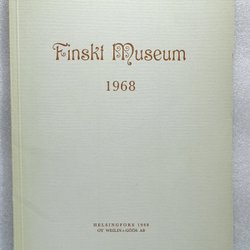 Finskt Museum
1968
HELSINGFORS 1968
OY WEILIN+GÖÖS AB